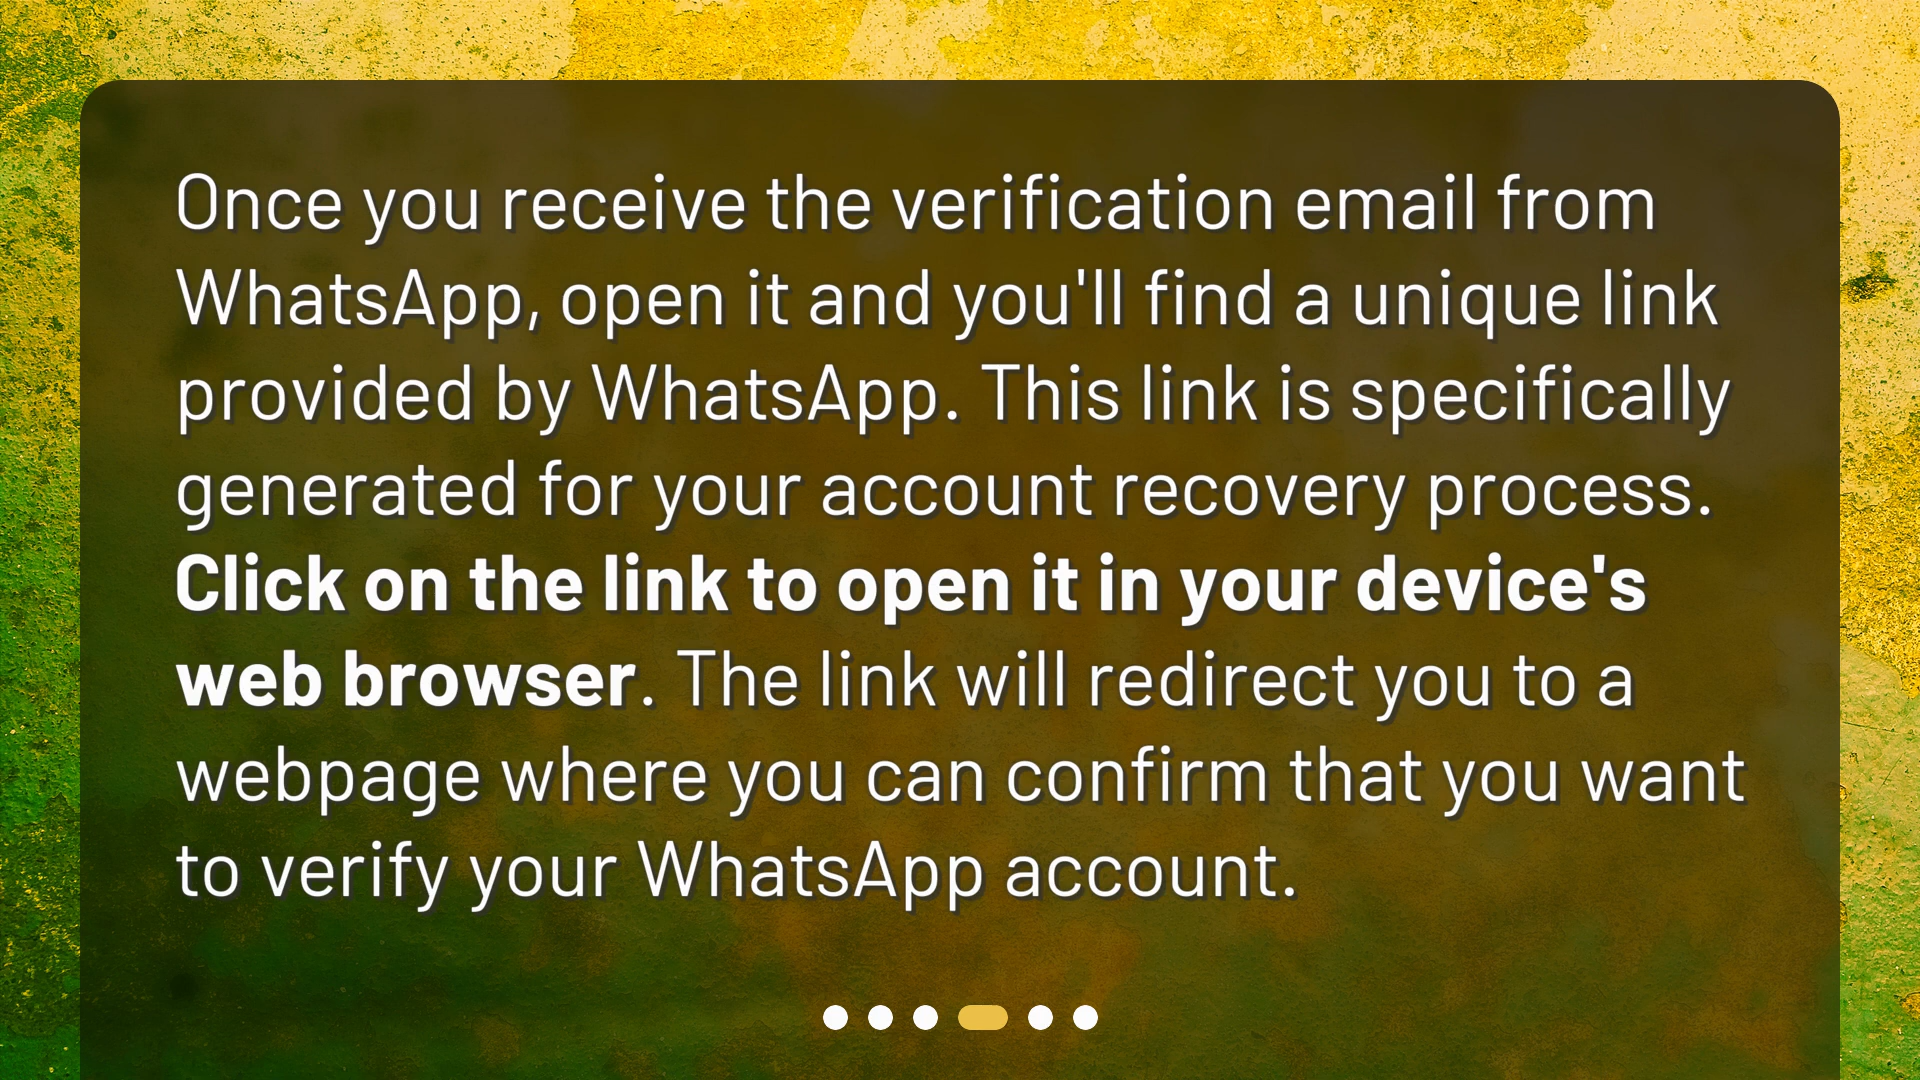 Once you receive the verification email from
WhatsApp, open it and you'll find a unique link
provided by WhatsApp. This link is specifically
generated for your account recovery process.
Click on the link to open it in your device's
web browser. The link will redirect you to a
webpage where you can confirm that you want
to verify your WhatsApp account.